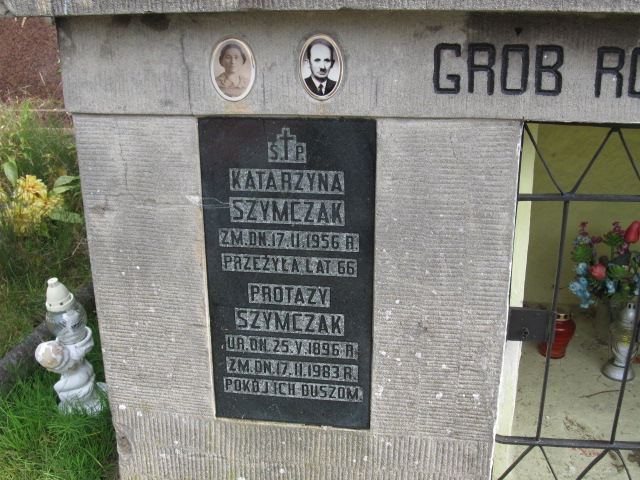 GRÓB RO
Ś P.
KATARZYNA
SZYMCZAK
ZM. DN. 17. II. 1956 R.
PRZEŻYŁA LAT 66
PROTAZY
SZYMCZAK
UR. DN. 25. V. 1896 R.
ZM. DN. 17. II. 1983 R.
POKÓJ ICH DUSZOM.